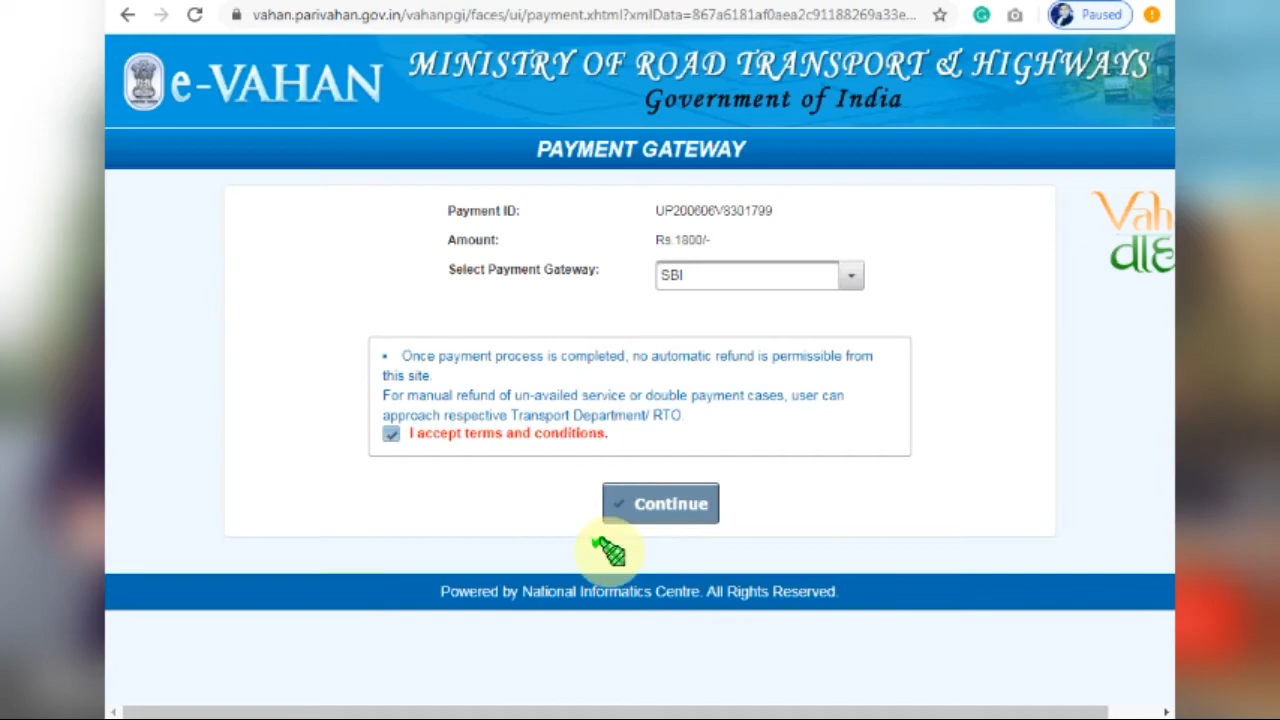 vahan.parivahan.gov.in/vahanpgi/faces/ui/payment.xhtml?xmlData=867a6181af0aea2c91188269a33e...
Paused
e-VAHAN
MINISTRY OF ROAD TRANSPORT & HIGHWAYS
Government of India
PAYMENT GATEWAY
Payment ID: UP200606V8301799
Amount: Rs.1800/-
Select Payment Gateway: SBI
Vah
• Once payment process is completed, no automatic refund is permissible from
this site.
For manual refund of un-availed service or double payment cases, user can
approach respective Transport Department/ RTO.
I accept terms and conditions.
Continue
Powered by National Informatics Centre. All Rights Reserved.